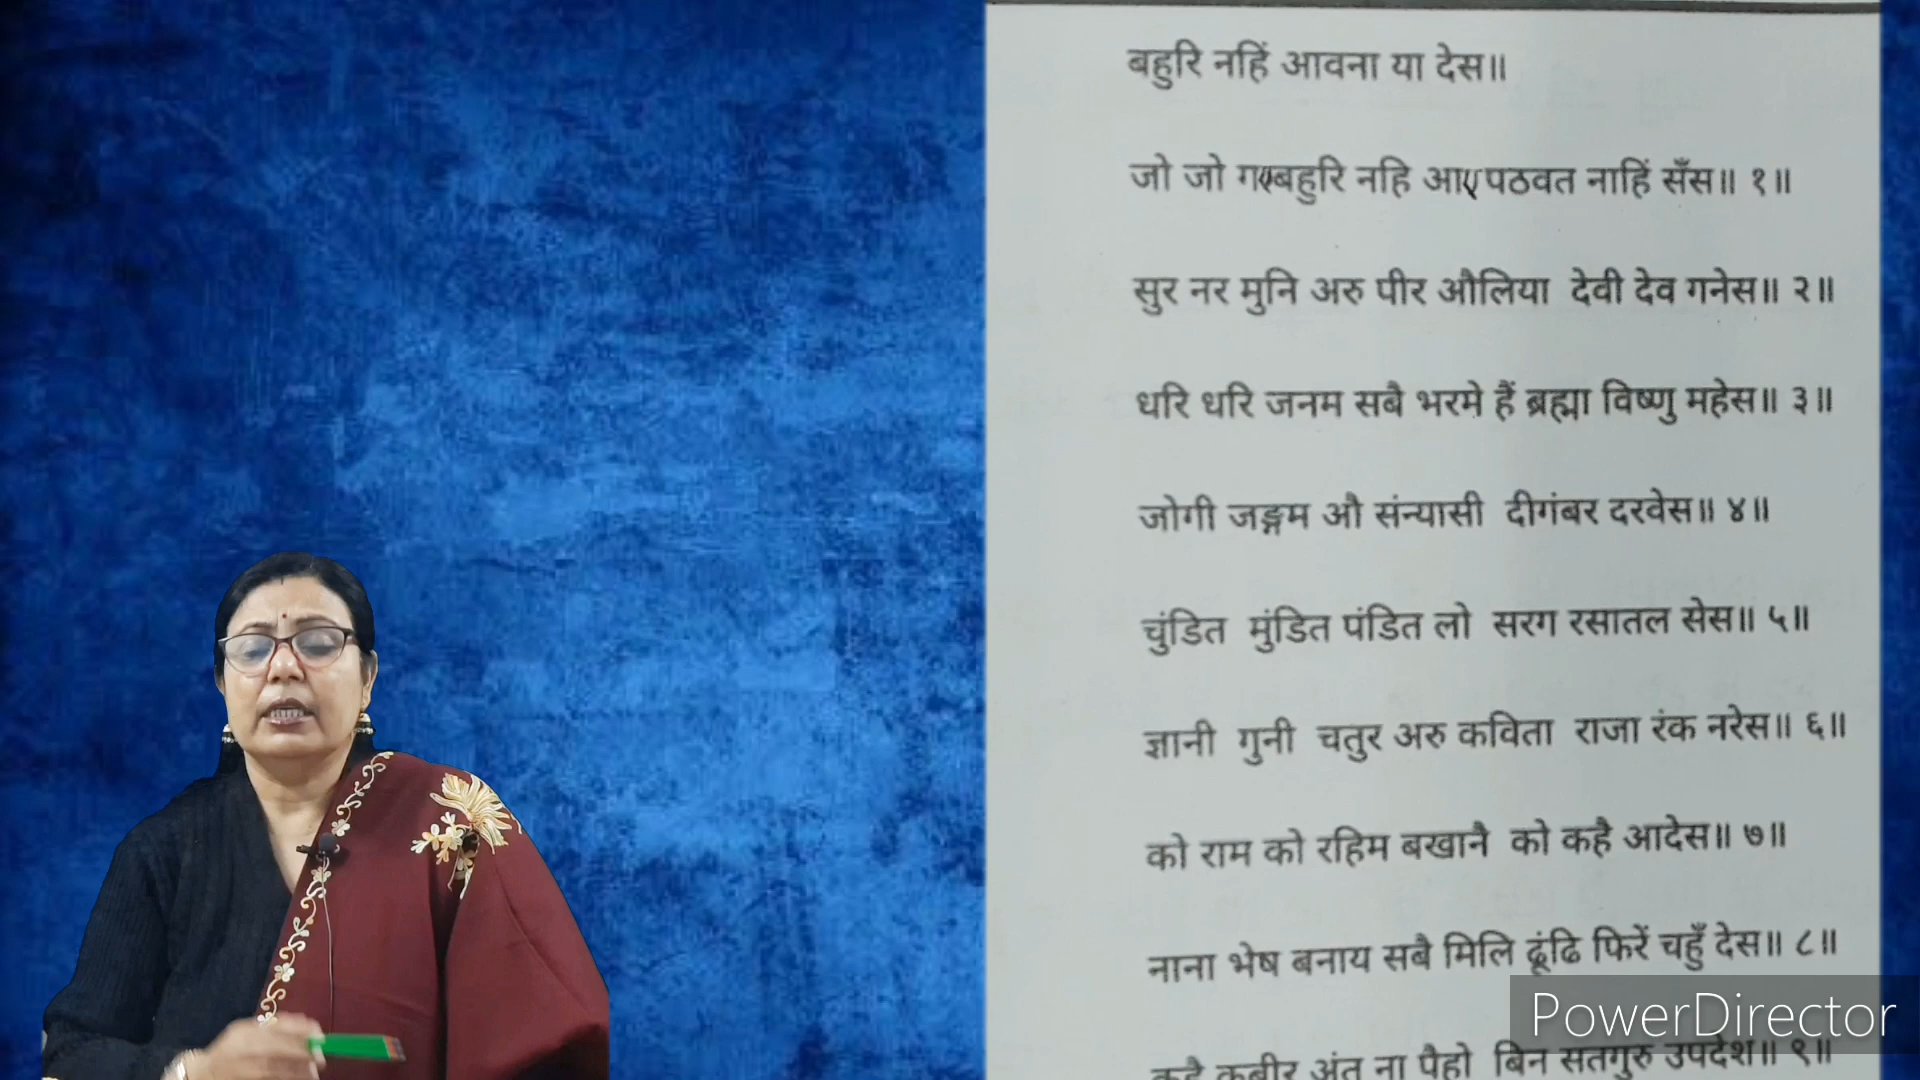 बहुरि नहिं आवना या देस॥
जो जो गए बहुरि नहि आए पठवत नाहिं सँस॥ १॥
सुर नर मुनि अरु पीर औलिया देवी देव गनेस॥ २॥
धरि धरि जनम सबै भरमे हैं ब्रह्मा विष्णु महेस॥ ३॥
जोगी जङ्गम औ संन्यासी दीगंबर दरवेस॥ ४॥
चुंडित मुंडित पंडित लो सरग रसातल सेस॥ ५॥
ज्ञानी गुनी चतुर अरु कविता राजा रंक नरेस॥ ६॥
को राम को रहिम बखानै को कहै आदेस॥ ७॥
नाना भेष बनाय सबै मिलि ढूंढि फिरें चहुँ देस॥ ८॥
कहै कबीर अंत ना पैहो बिन सतगुरु उपदेश॥ ९॥
PowerDirector